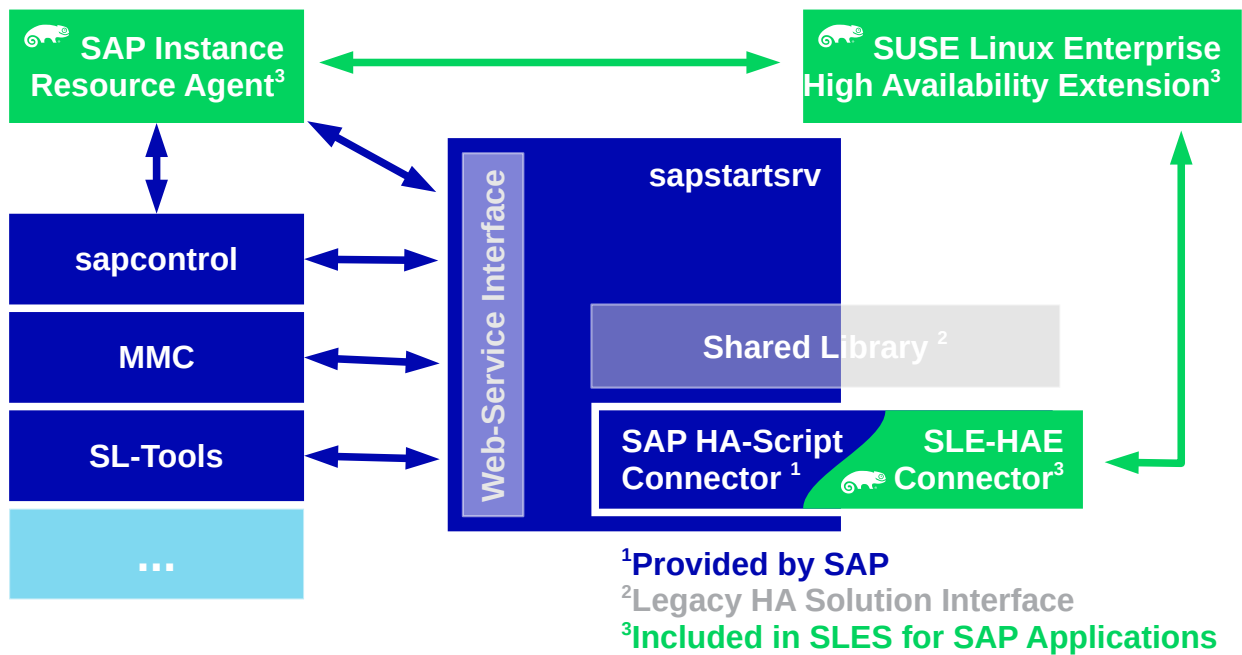 SAP Instance
Resource Agent³
SUSE Linux Enterprise
High Availability Extension³
sapstartsrv
Web-Service Interface
sapcontrol
MMC
SL-Tools
...
Shared Library ²
SAP HA-Script
Connector ¹
SLE-HAE
Connector³
¹Provided by SAP
²Legacy HA Solution Interface
³Included in SLES for SAP Applications